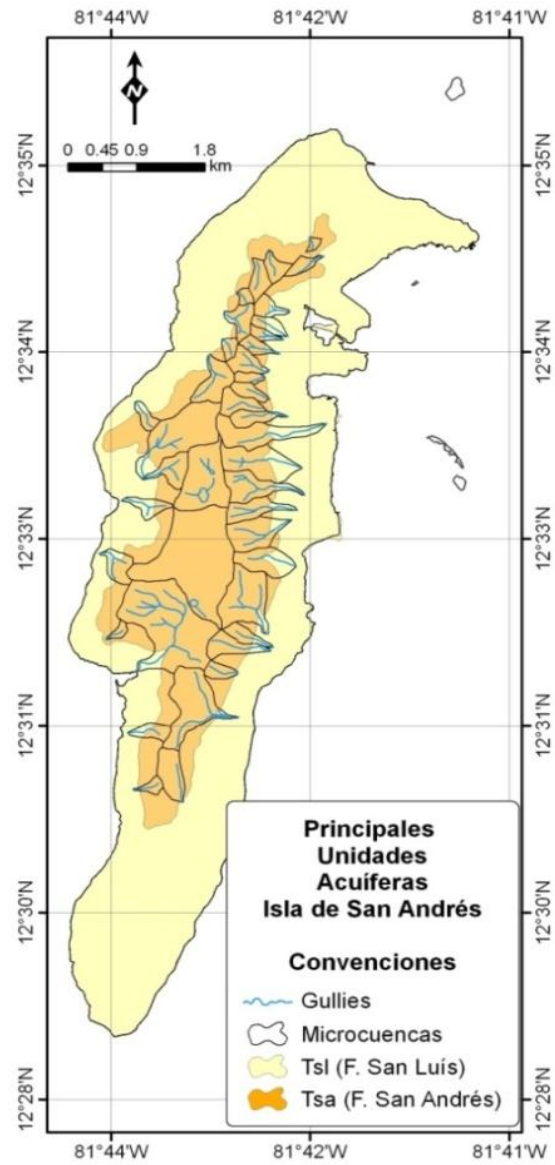 81°44'W 81°42'W 81°41'W
N
0 0.45 0.9 1.8
km
12°35'N 12°35'N
12°34'N 12°34'N
12°33'N 12°33'N
12°31'N 12°31'N
12°30'N 12°30'N
12°28'N 12°28'N
Principales
Unidades
Acuíferas
Isla de San Andrés
Convenciones
Gullies
Microcuencas
Tsl (F. San Luís)
Tsa (F. San Andrés)
81°44'W 81°42'W 81°41'W